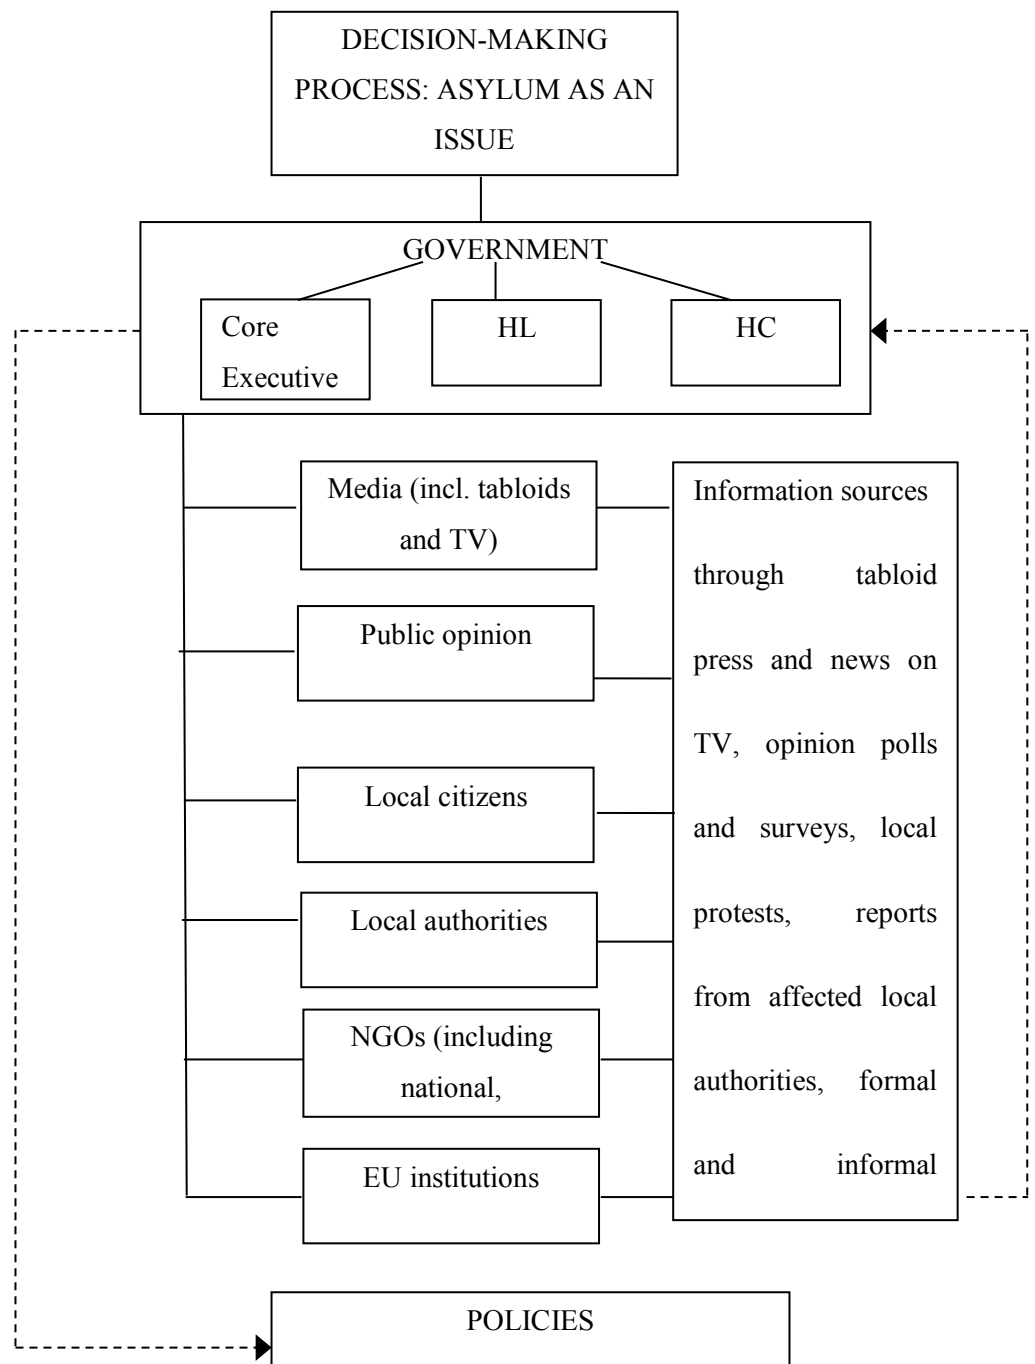 DECISION-MAKING
PROCESS: ASYLUM AS AN
ISSUE
GOVERNMENT
Core
Executive
HL
HC
Media (incl. tabloids
and TV)
Public opinion
Local citizens
Local authorities
NGOs (including
national,
EU institutions
Information sources
through tabloid
press and news on
TV, opinion polls
and surveys, local
protests, reports
from affected local
authorities, formal
and informal
POLICIES